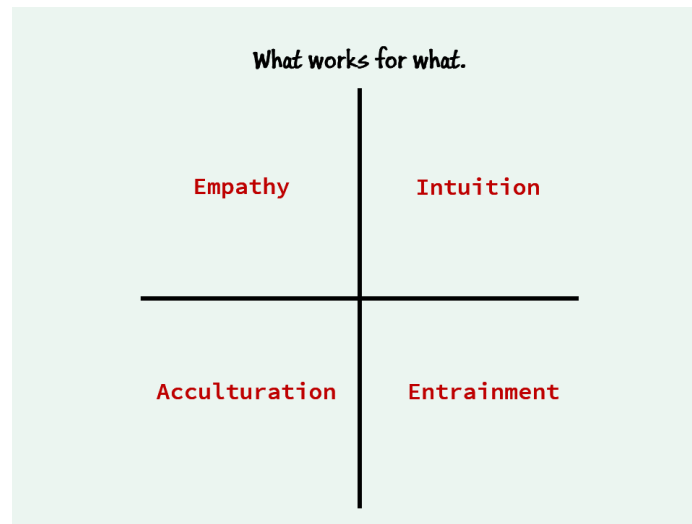 What works for what.
Empathy
Intuition
Acculturation
Entrainment